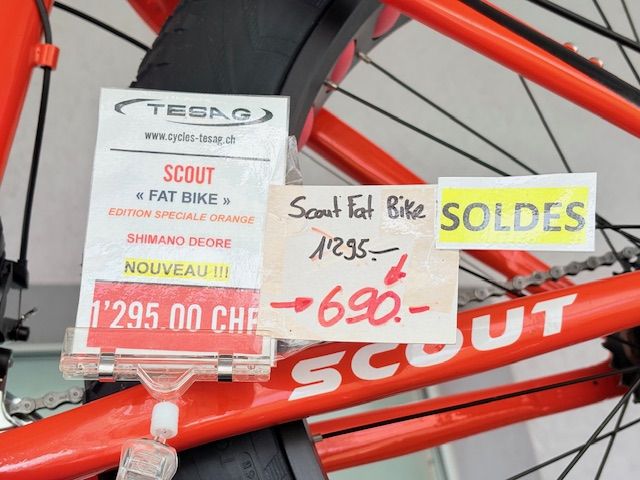 TESAG
www.cycles-tesag.ch
SCOUT
« FAT BIKE »
EDITION SPECIALE ORANGE
SHIMANO DEORE
NOUVEAU !!!
1'295.00 CHF
Scout Fat Bike
1'295.-
690.-
SOLDES
SCOUT